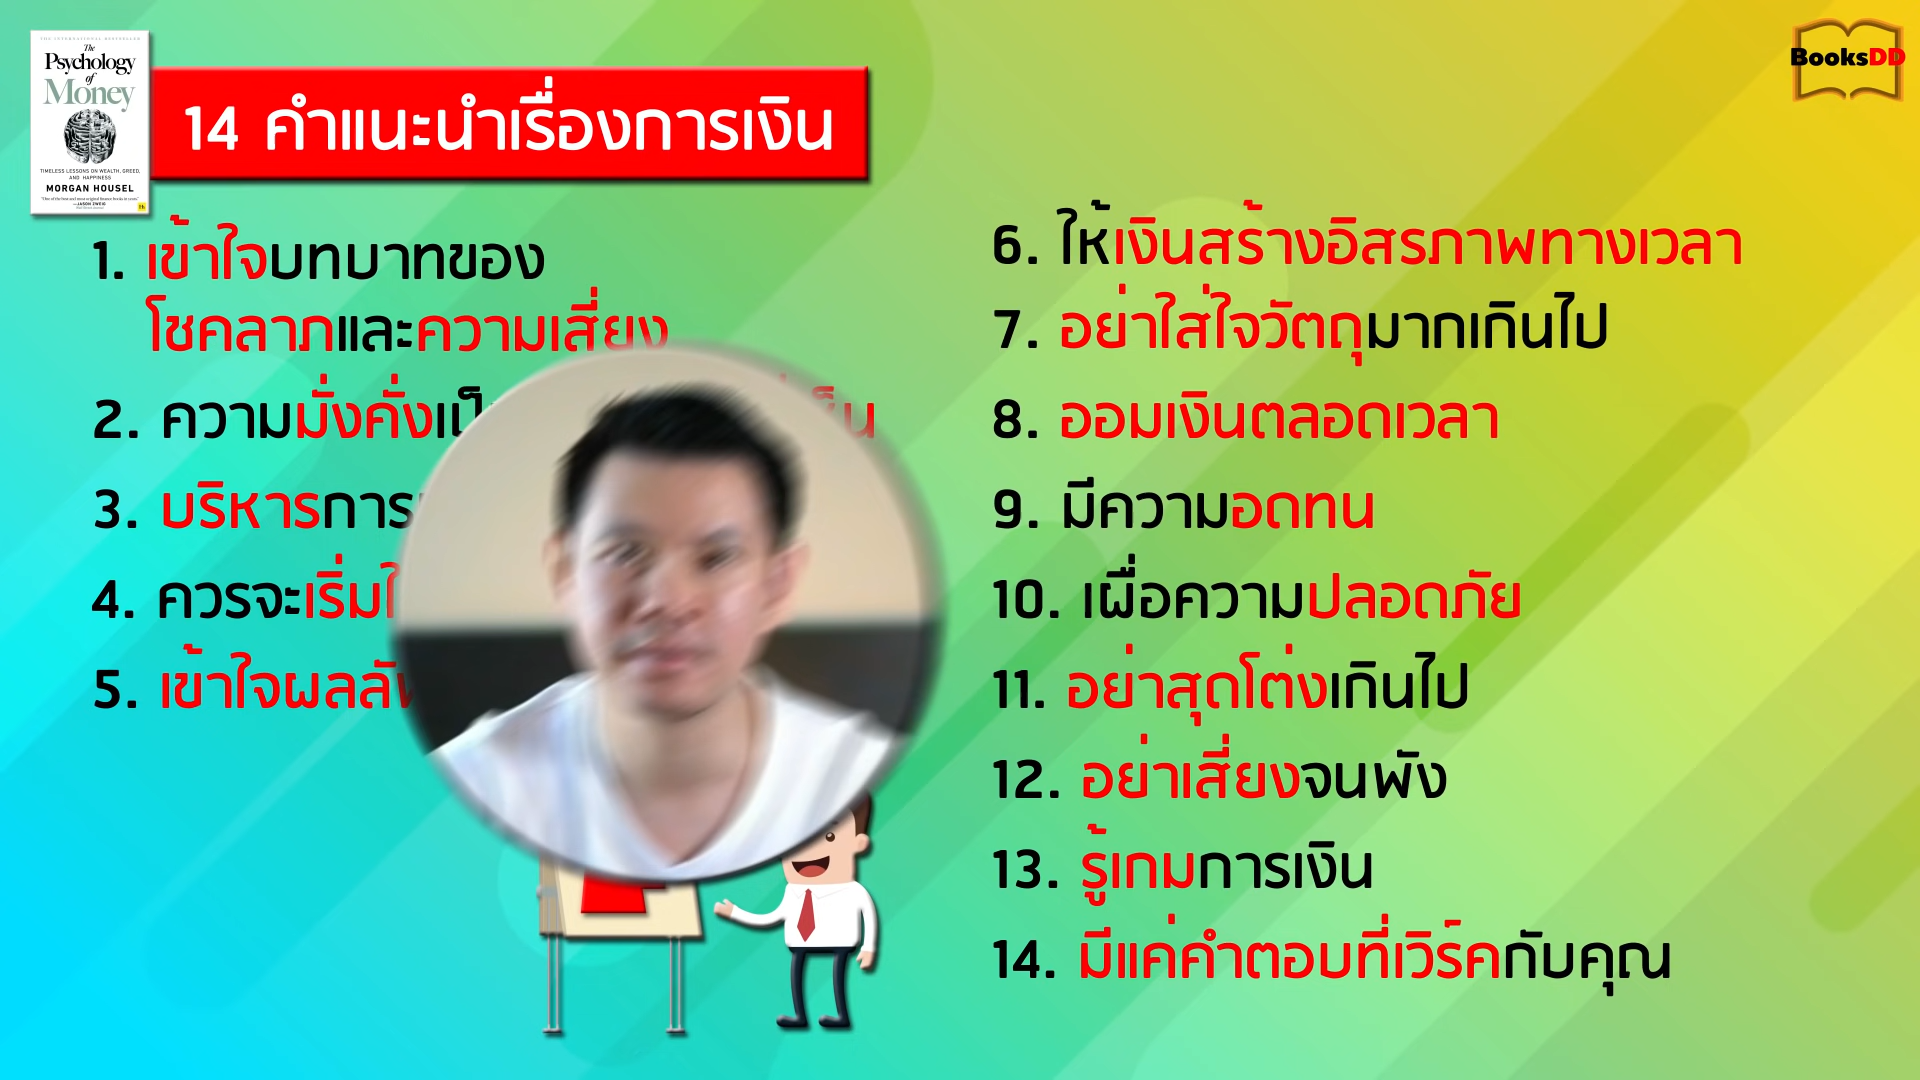 THE INTERNATIONAL BESTSELLER
The
Psychology
of
Money
TIMELESS LESSONS ON WEALTH, GREED,
AND HAPPINESS
MORGAN HOUSEL
14 คำแนะนำเรื่องการเงิน
BooksDD
1. เข้าใจบทบาทของ
โชคลาภและความเสี่ยง
2. ความมั่งคั่ง
3. บริหารการ
4. ควรจะเริ่ม
5. เข้าใจ
6. ให้เงินสร้างอิสรภาพทางเวลา
7. อย่าใส่ใจวัตถุมากเกินไป
8. ออมเงินตลอดเวลา
9. มีความอดทน
10. เผื่อความปลอดภัย
11. อย่าสุดโต่งเกินไป
12. อย่าเสี่ยงจนพัง
13. รู้เกมการเงิน
14. มีแค่คำตอบที่เวิร์คกับคุณ